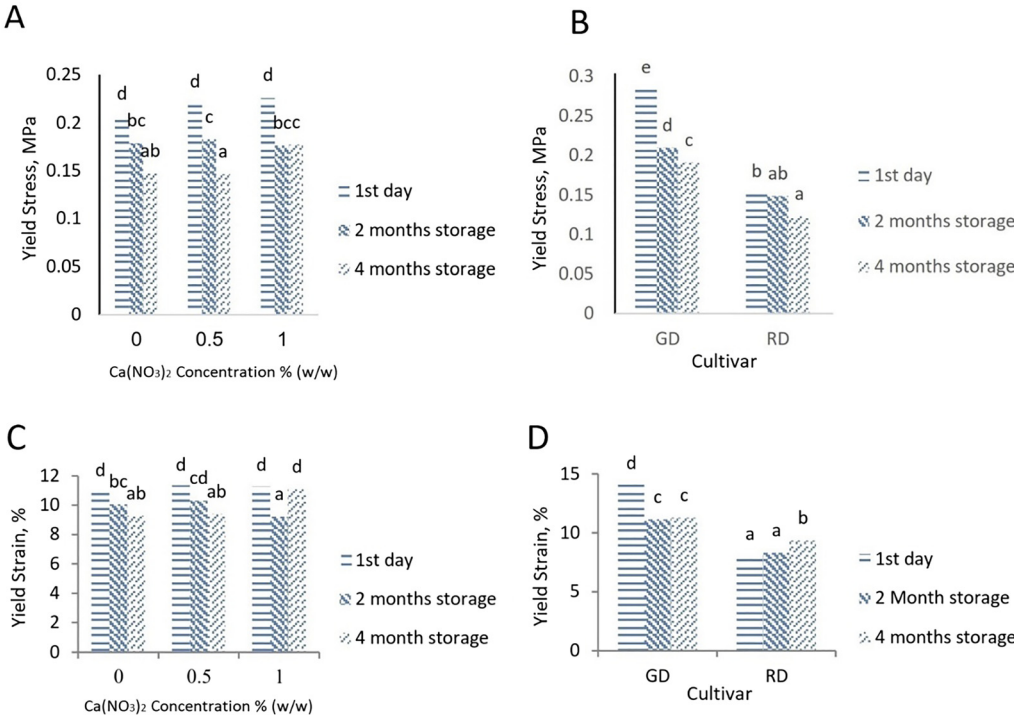 A
0.25
0.2
0.15
0.1
0.05
0
Yield Stress, MPa
d
bc
ab
d
c
a
d
bcc
0
0.5
1
Ca(NO₃)₂ Concentration % (w/w)
1st day
2 months storage
4 months storage
B
0.3
0.25
0.2
0.15
0.1
0.05
0
Yield Stress, MPa
e
d
c
b
ab
a
GD
RD
Cultivar
1st day
2 months storage
4 months storage
C
12
10
8
6
4
2
0
Yield Strain, %
d
bc
ab
d
cd
ab
d
a
d
0
0.5
1
Ca(NO₃)₂ Concentration % (w/w)
1st day
2 months storage
4 month storage
D
15
10
5
0
Yield Strain, %
d
c
c
a
a
b
GD
RD
Cultivar
1st day
2 Month storage
4 months storage